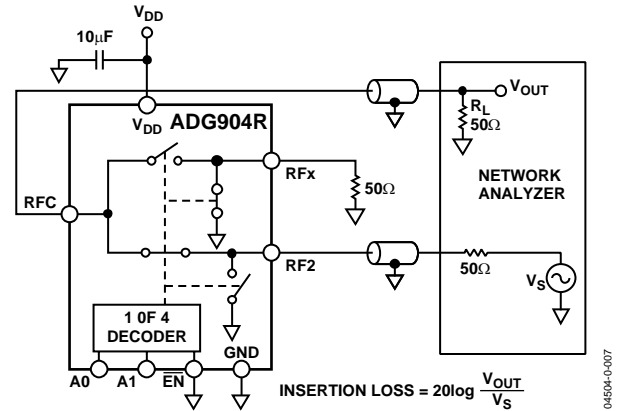 VDD
10μF
VDD
ADG904R
VOUT
RL
50Ω
NETWORK
ANALYZER
RFx
50Ω
RFC
RF2
50Ω
VS
1 0F 4
DECODER
GND
A0
A1
EN
INSERTION LOSS = 20log VOUT
VS
04504-0-007